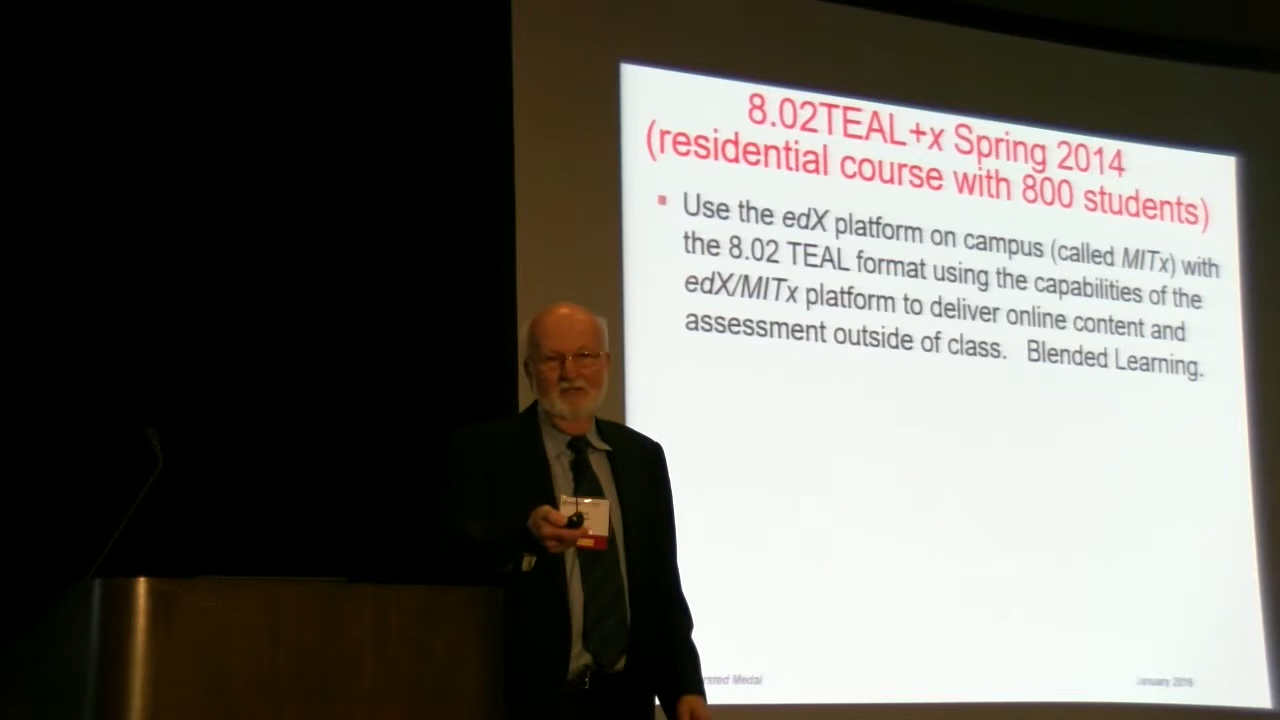 8.02TEAL+x Spring 2014
(residential course with 800 students)
Use the edX platform on campus (called MITx) with
the 8.02 TEAL format using the capabilities of the
edX/MITx platform to deliver online content and
assessment outside of class. Blended Learning.
rsted Medal
January 2016